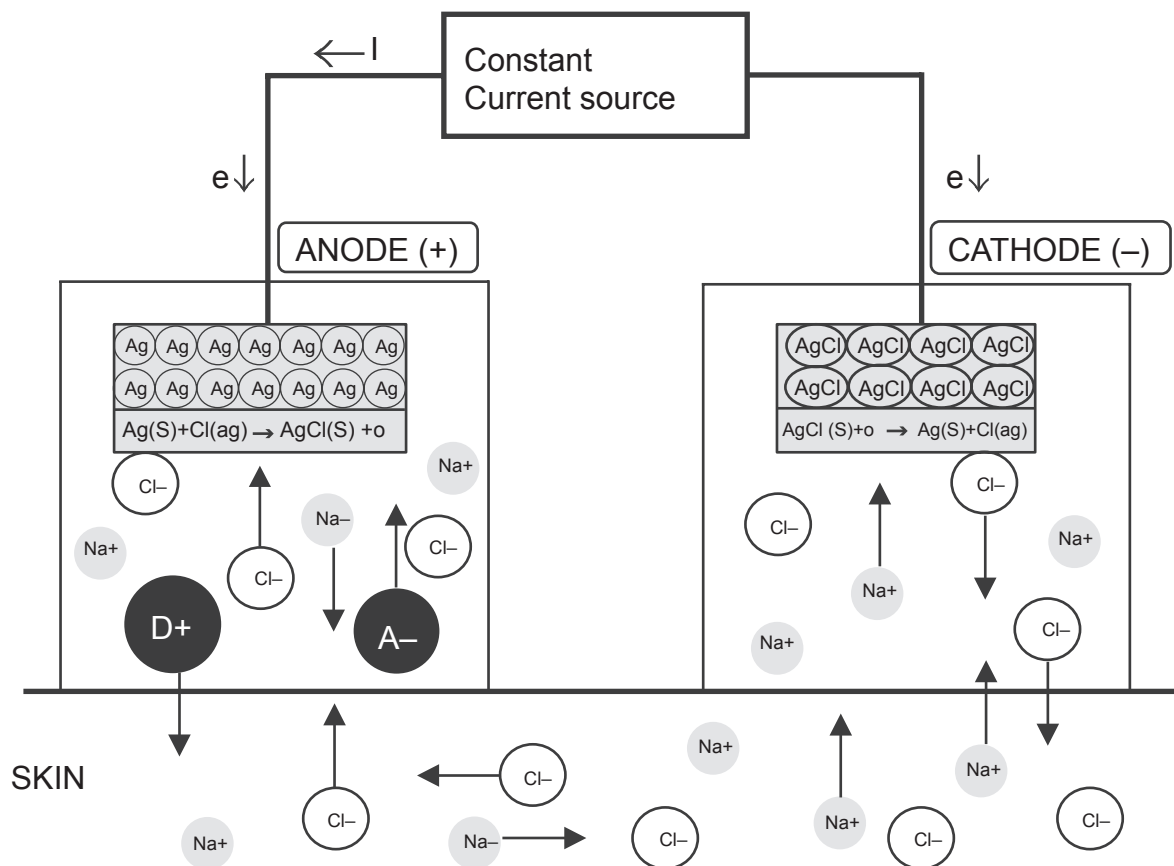 I
Constant
Current source
e
e
ANODE (+)
CATHODE (–)
Ag Ag Ag Ag Ag Ag Ag
AgCl AgCl AgCl AgCl
Ag Ag Ag Ag Ag Ag Ag
AgCl AgCl AgCl AgCl
Ag(S)+Cl(ag) → AgCl(S) +o
AgCl (S)+o → Ag(S)+Cl(ag)
Cl–
Na+
Cl–
Na–
Cl–
Na+
Cl–
Na+
Cl–
Na+
Na+
D+
A–
Na+
Cl–
SKIN
Cl–
Na+
Na+
Na+
Cl–
Na–
Cl–
Na+
Cl–
Cl–